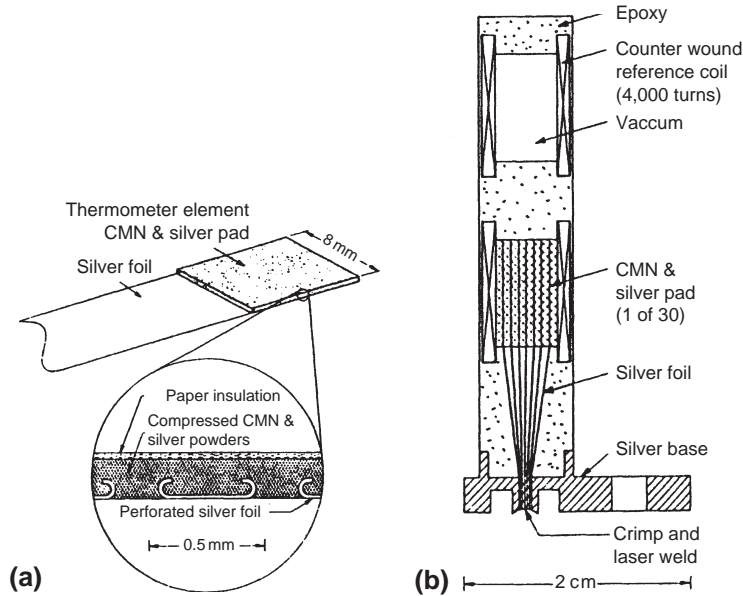 Thermometer element
CMN & silver pad
Silver foil
8 mm
Paper insulation
Compressed CMN &
silver powders
Perforated silver foil
0.5 mm
(a)
Epoxy
Counter wound
reference coil
(4,000 turns)
Vaccum
CMN &
silver pad
(1 of 30)
Silver foil
Silver base
Crimp and
laser weld
2 cm
(b)